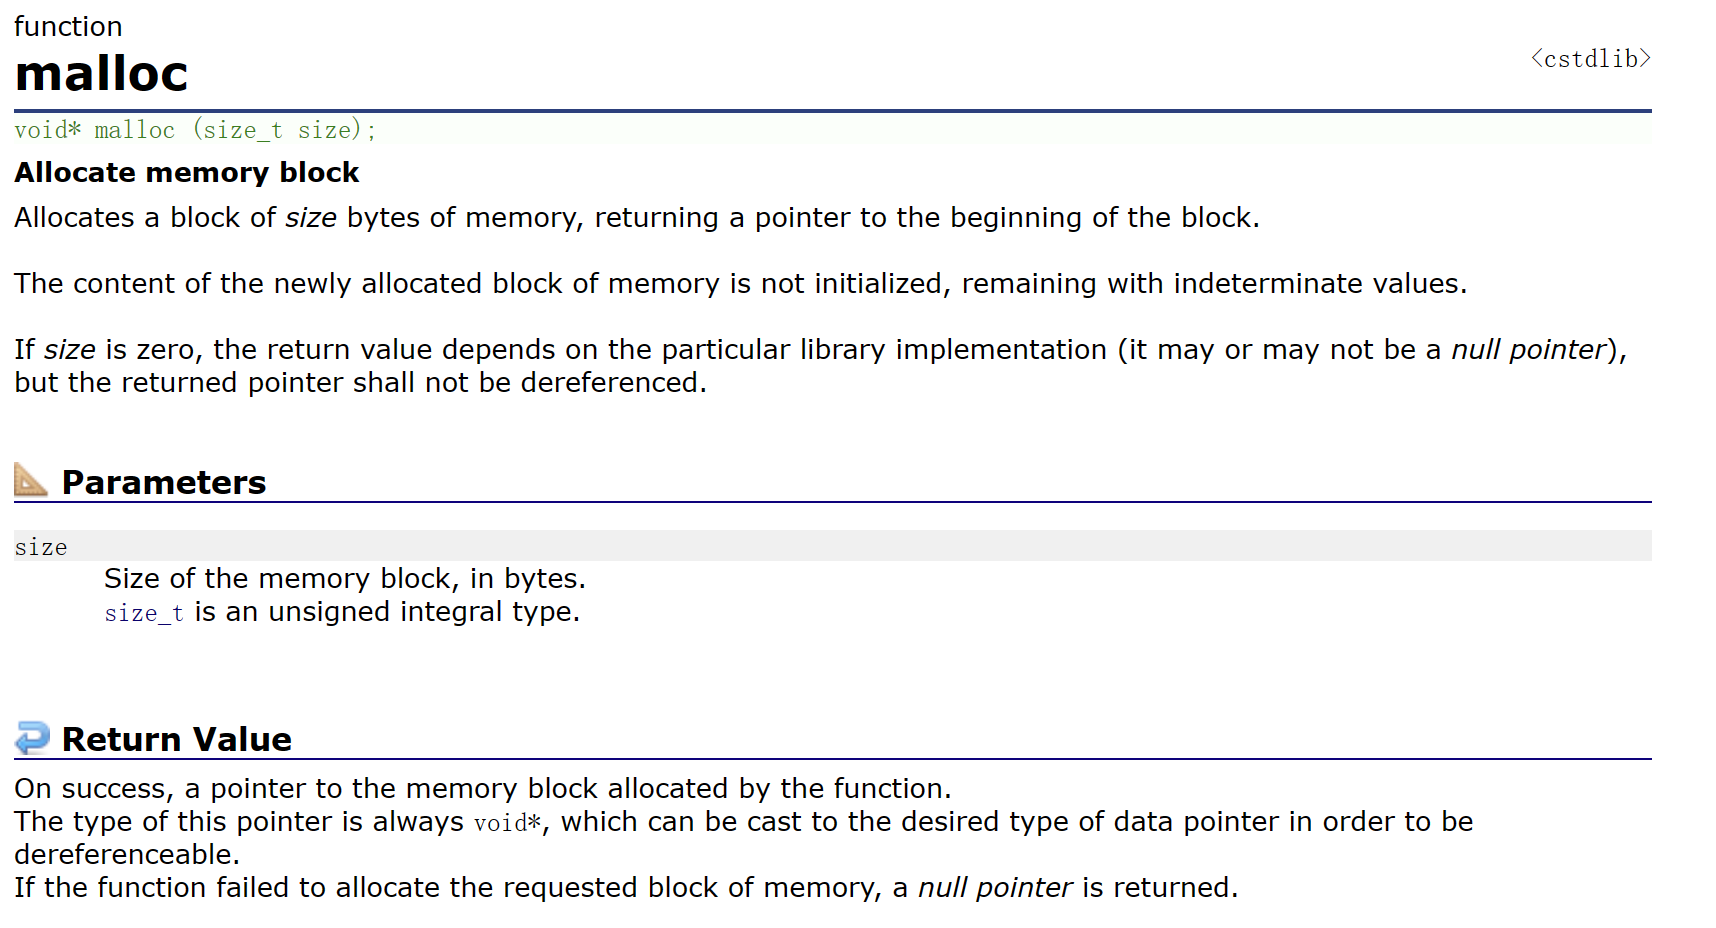 function
malloc
<cstdlib>
void* malloc (size_t size);
Allocate memory block
Allocates a block of size bytes of memory, returning a pointer to the beginning of the block.
The content of the newly allocated block of memory is not initialized, remaining with indeterminate values.
If size is zero, the return value depends on the particular library implementation (it may or may not be a null pointer),
but the returned pointer shall not be dereferenced.
Parameters
size
Size of the memory block, in bytes.
size_t is an unsigned integral type.
Return Value
On success, a pointer to the memory block allocated by the function.
The type of this pointer is always void*, which can be cast to the desired type of data pointer in order to be
dereferenceable.
If the function failed to allocate the requested block of memory, a null pointer is returned.